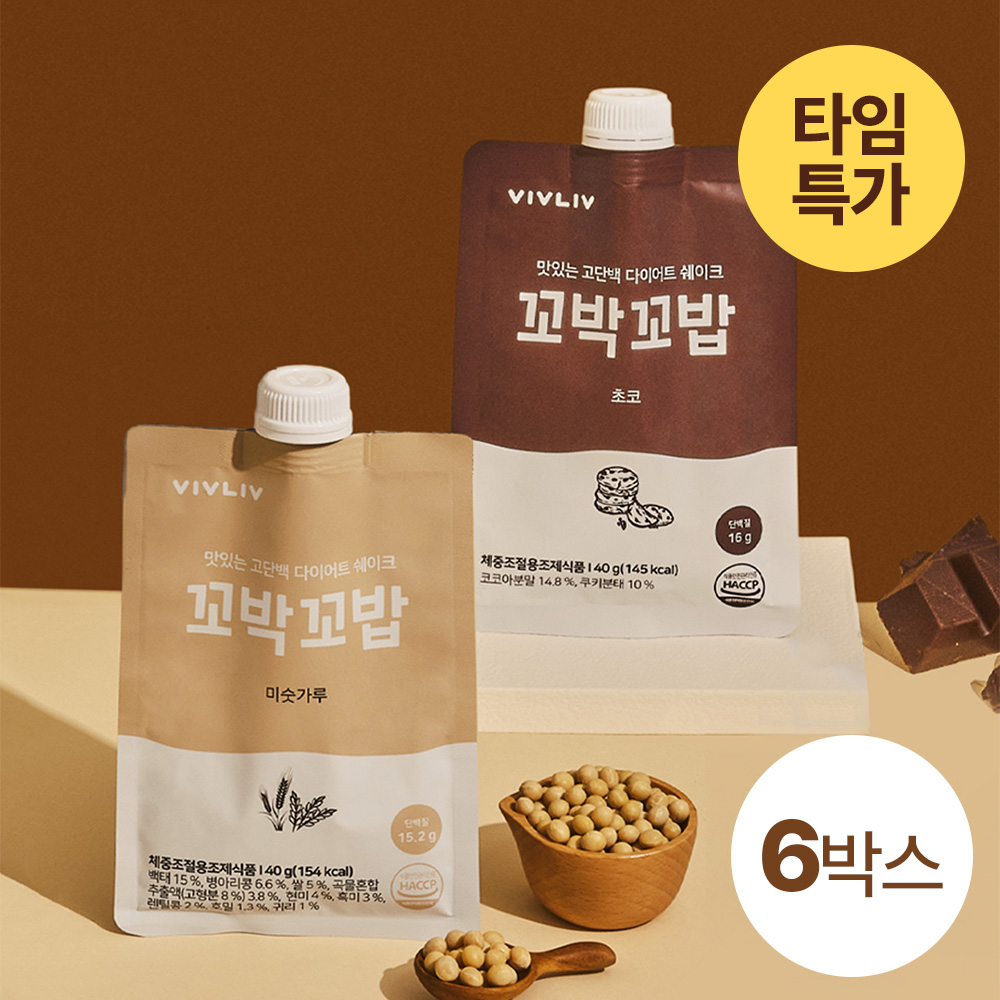 타임
특가
VIVLIV
맛있는 고단백 다이어트 쉐이크
꼬박꼬밥
초코
단백질
16 g
체중조절용조제식품 | 40 g(145 kcal)
코코아분말 14.8 %, 쿠키분태 10 %
HACCP
VIVLIV
맛있는 고단백 다이어트 쉐이크
꼬박꼬밥
미숫가루
단백질
15.2 g
체중조절용조제식품 | 40 g(154 kcal)
백태 15 %, 병아리콩 6.6 %, 쌀 5 %, 곡물혼합
추출액(고형분 8 %) 3.8 %, 현미 4 %, 흑미 3 %,
렌틸콩 2 %, 호밀 1.3 %, 귀리 1 %
HACCP
6박스